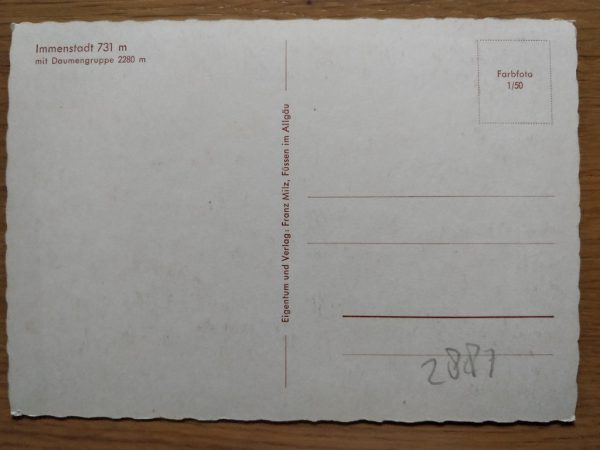 Immenstadt 731 m
mit Daumengruppe 2280 m
Eigentum und Verlag: Franz Milz, Füssen im Allgäu
Farbfoto
1/50
2887